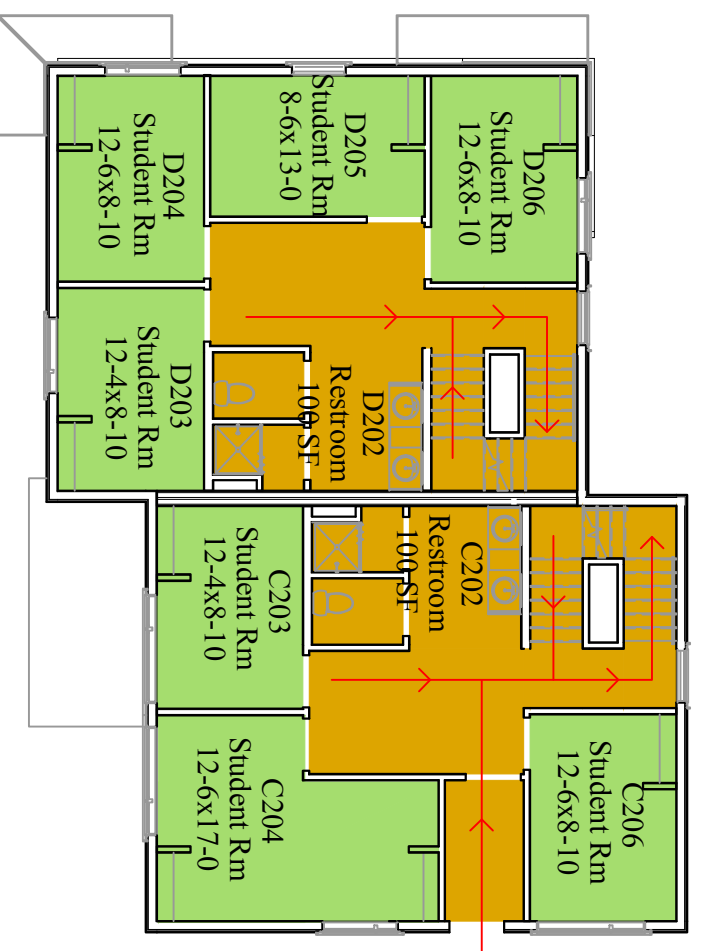 D204
Student Rm
12-6x8-10
D205
Student Rm
8-6x13-0
D206
Student Rm
12-6x8-10
D203
Student Rm
12-4x8-10
D202
Restroom
100 SF
C203
Student Rm
12-4x8-10
C202
Restroom
100 SF
C204
Student Rm
12-6x17-0
C206
Student Rm
12-6x8-10